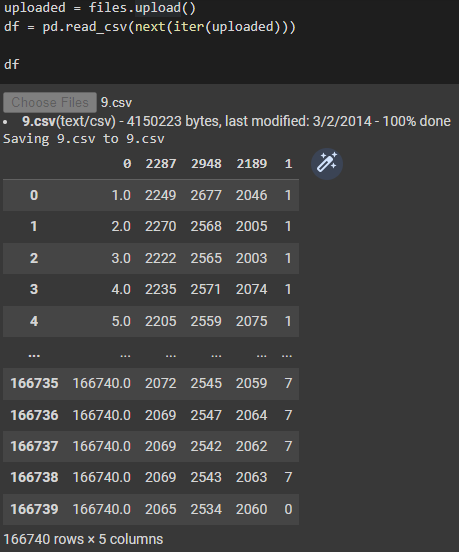 uploaded = files.upload()
df = pd.read_csv(next(iter(uploaded)))
df
Choose Files 9.csv
• 9.csv(text/csv) - 4150223 bytes, last modified: 3/2/2014 - 100% done
Saving 9.csv to 9.csv
0 2287 2948 2189 1
0 1.0 2249 2677 2046 1
1 2.0 2270 2568 2005 1
2 3.0 2222 2565 2003 1
3 4.0 2235 2571 2074 1
4 5.0 2205 2559 2075 1
... ... ... ... ... ...
166735 166740.0 2072 2545 2059 7
166736 166740.0 2069 2547 2064 7
166737 166740.0 2069 2542 2062 7
166738 166740.0 2069 2543 2063 7
166739 166740.0 2065 2534 2060 0
166740 rows × 5 columns